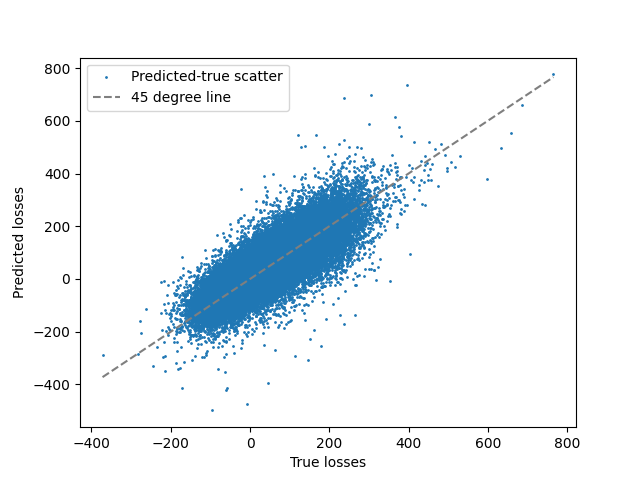 Predicted-true scatter
45 degree line
800
600
400
200
0
−200
−400
Predicted losses
−400 −200 0 200 400 600 800
True losses